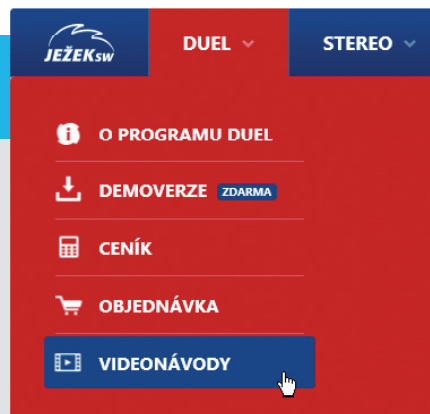 JEŽEKSW
DUEL
STEREO
O PROGRAMU DUEL
DEMOVERZE ZDARMA
CENÍK
OBJEDNÁVKA
VIDEONÁVODY